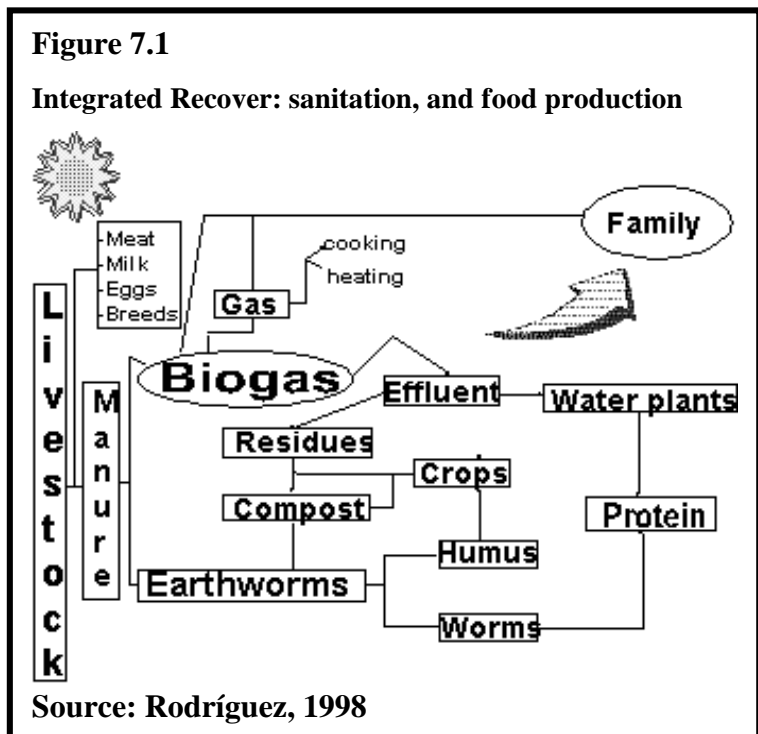 Figure 7.1
Integrated Recover: sanitation, and food production
Family
Meat
Milk
Eggs
Breeds
cooking
heating
Gas
Livestock
Manure
Biogas
Effluent
Water plants
Residues
Crops
Compost
Protein
Humus
Earthworms
Worms
Source: Rodríguez, 1998